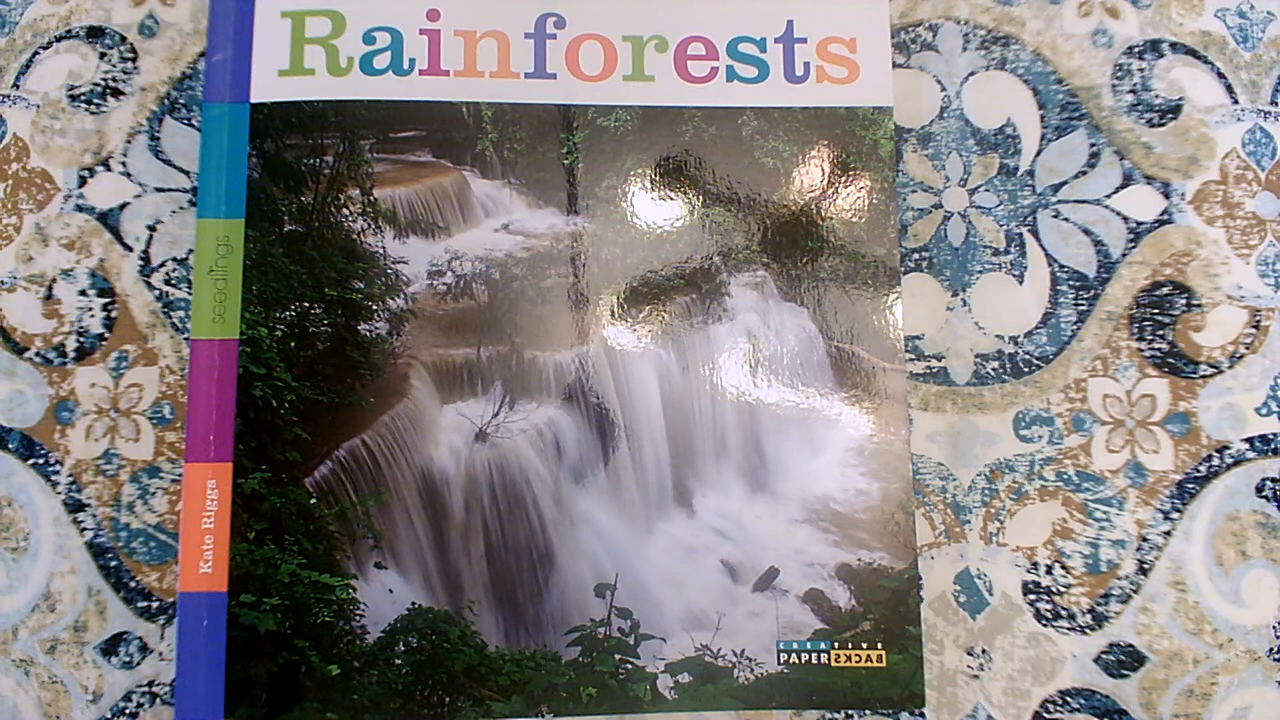 Rainforests
seedlings
Kate Riggs
CREATIVE
PAPERBACKS